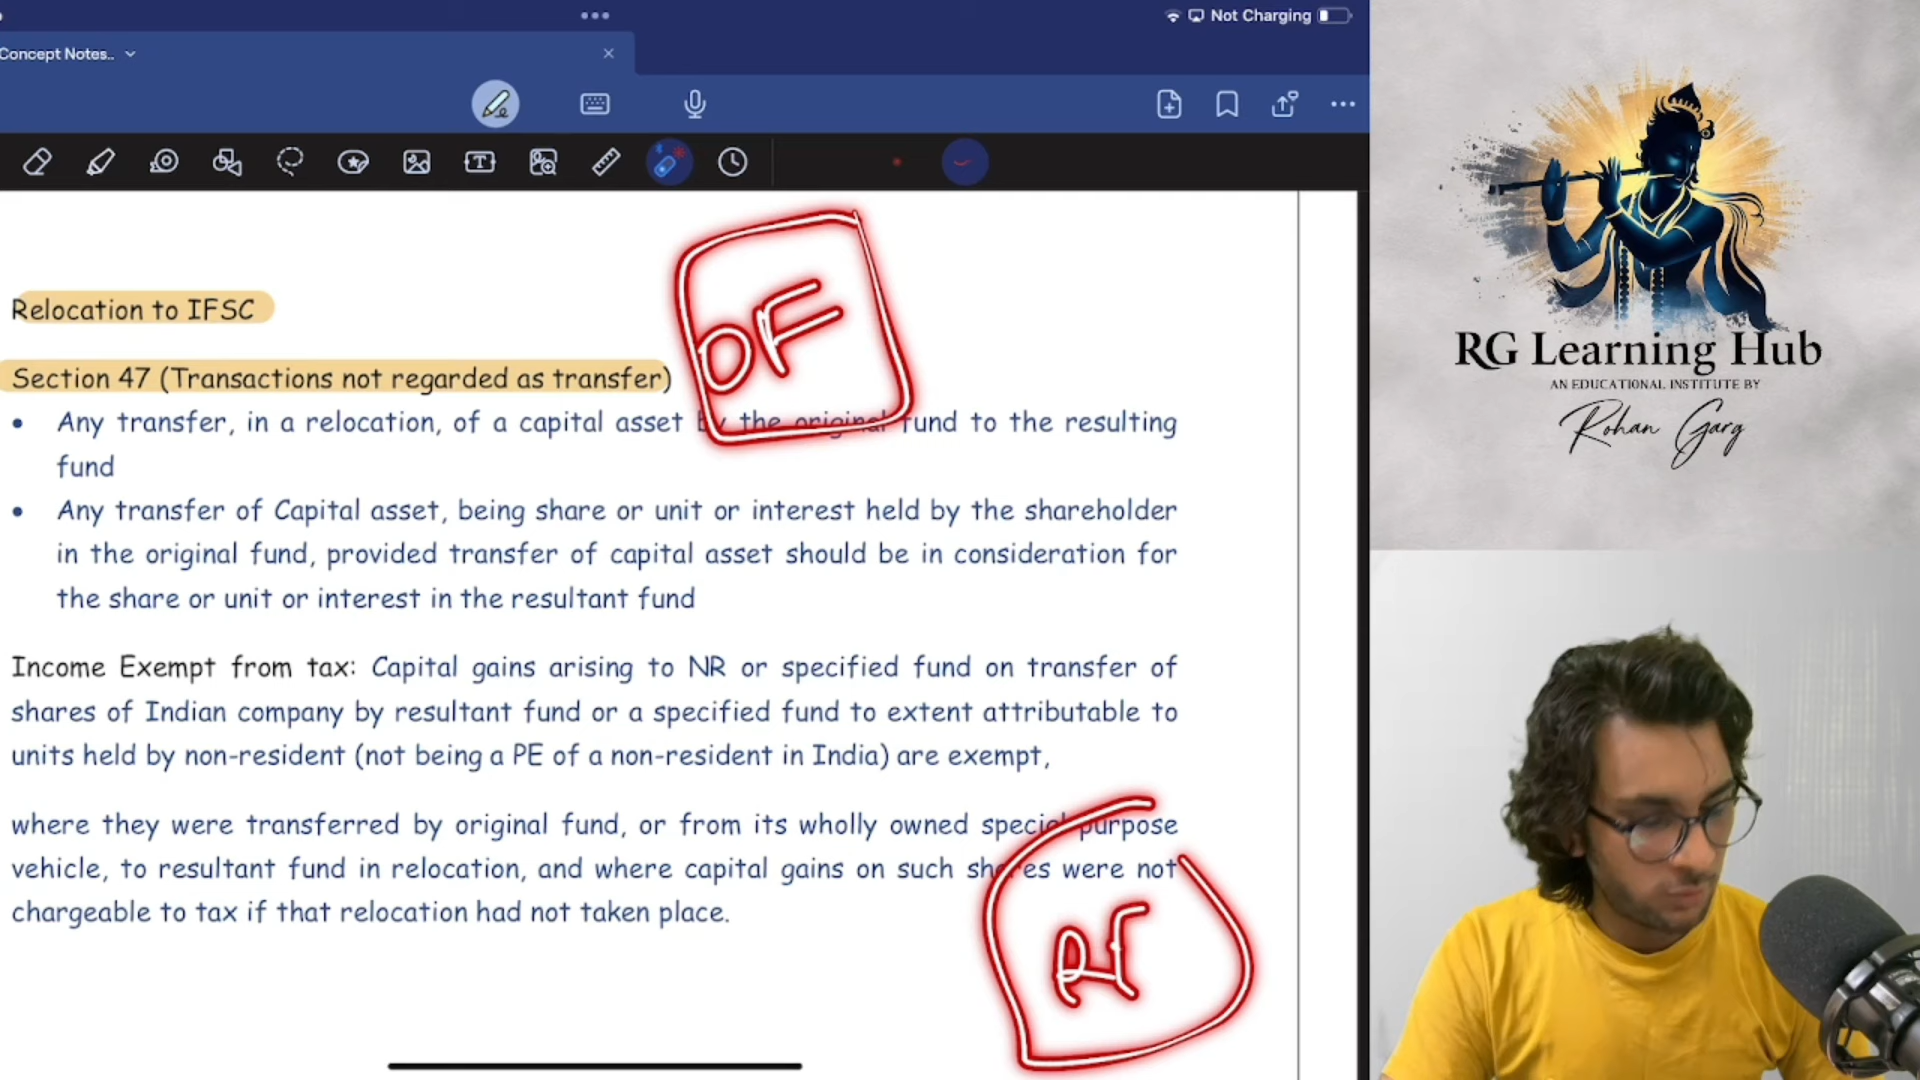 Not Charging
Concept Notes..
Relocation to IFSC
Section 47 (Transactions not regarded as transfer)
OF
• Any transfer, in a relocation, of a capital asset by the original fund to the resulting
fund
• Any transfer of Capital asset, being share or unit or interest held by the shareholder
in the original fund, provided transfer of capital asset should be in consideration for
the share or unit or interest in the resultant fund
Income Exempt from tax: Capital gains arising to NR or specified fund on transfer of
shares of Indian company by resultant fund or a specified fund to extent attributable to
units held by non-resident (not being a PE of a non-resident in India) are exempt,
where they were transferred by original fund, or from its wholly owned special purpose
vehicle, to resultant fund in relocation, and where capital gains on such shares were not
chargeable to tax if that relocation had not taken place.
RF
RG Learning Hub
AN EDUCATIONAL INSTITUTE BY
Rohan Garg